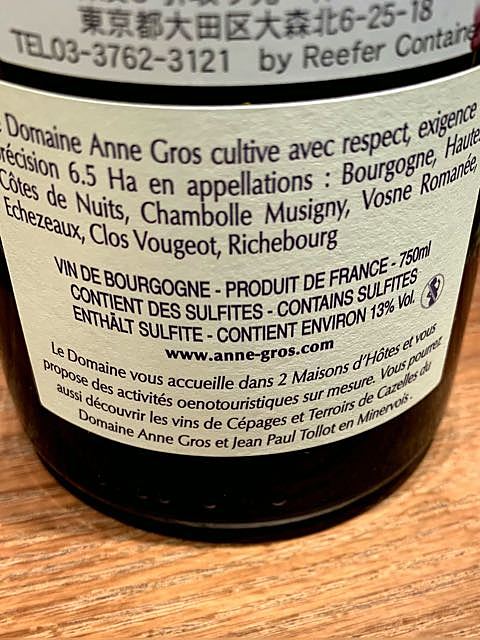 東京都大田区大森北6-25-18
TEL03-3762-3121 by Reefer Container
Domaine Anne Gros cultive avec respect, exigence
précision 6.5 Ha en appellations : Bourgogne, Hautes
Côtes de Nuits, Chambolle Musigny, Vosne Romanée,
Echezeaux, Clos Vougeot, Richebourg
VIN DE BOURGOGNE - PRODUIT DE FRANCE - 750ml
CONTIENT DES SULFITES - CONTAINS SULFITES
ENTHÄLT SULFITE - CONTIENT ENVIRON 13% Vol.
www.anne-gros.com
Le Domaine vous accueille dans 2 Maisons d'Hôtes et vous
propose des activités oenotouristiques sur mesure. Vous pourrez
aussi découvrir les vins de Cépages et Terroirs de Cazelles du
Domaine Anne Gros et Jean Paul Tollot en Minervois.